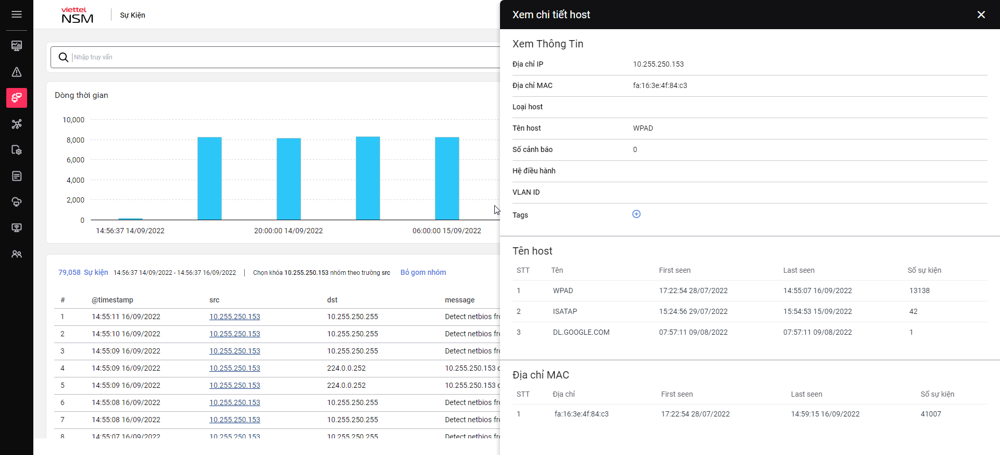 viettel
NSM
Sự Kiện
Nhập truy vấn
Dòng thời gian
10,000
8,000
6,000
4,000
2,000
0
14:56:37 14/09/2022 20:00:00 14/09/2022 06:00:00 15/09/2022
79,058 Sự kiện 14:56:37 14/09/2022 - 14:56:37 16/09/2022 | Chọn khóa 10.255.250.153 nhóm theo trường src Bỏ gom nhóm
# @timestamp src dst message
1 14:55:11 16/09/2022 10.255.250.153 10.255.250.255 Detect netbios fr
2 14:55:10 16/09/2022 10.255.250.153 10.255.250.255 Detect netbios fr
3 14:55:09 16/09/2022 10.255.250.153 10.255.250.255 Detect netbios fr
4 14:55:09 16/09/2022 10.255.250.153 224.0.0.252 10.255.250.153
5 14:55:09 16/09/2022 10.255.250.153 224.0.0.252 10.255.250.153
6 14:55:08 16/09/2022 10.255.250.153 10.255.250.255 Detect netbios fr
7 14:55:08 16/09/2022 10.255.250.153 10.255.250.255 Detect netbios fr
8 14:55:07 16/09/2022 10.255.250.153 10.255.250.255 Detect netbios fr
Xem chi tiết host
Xem Thông Tin
Địa chỉ IP 10.255.250.153
Địa chỉ MAC fa:16:3e:4f:84:c3
Loại host
Tên host WPAD
Số cảnh báo 0
Hệ điều hành
VLAN ID
Tags
Tên host
STT Tên First seen Last seen Số sự kiện
1 WPAD 17:22:54 28/07/2022 14:55:07 16/09/2022 13138
2 ISATAP 15:24:56 29/07/2022 15:54:53 15/09/2022 42
3 DL.GOOGLE.COM 07:57:11 09/08/2022 07:57:11 09/08/2022 1
Địa chỉ MAC
STT Địa chỉ First seen Last seen Số sự kiện
1 fa:16:3e:4f:84:c3 17:22:54 28/07/2022 14:59:15 16/09/2022 41007